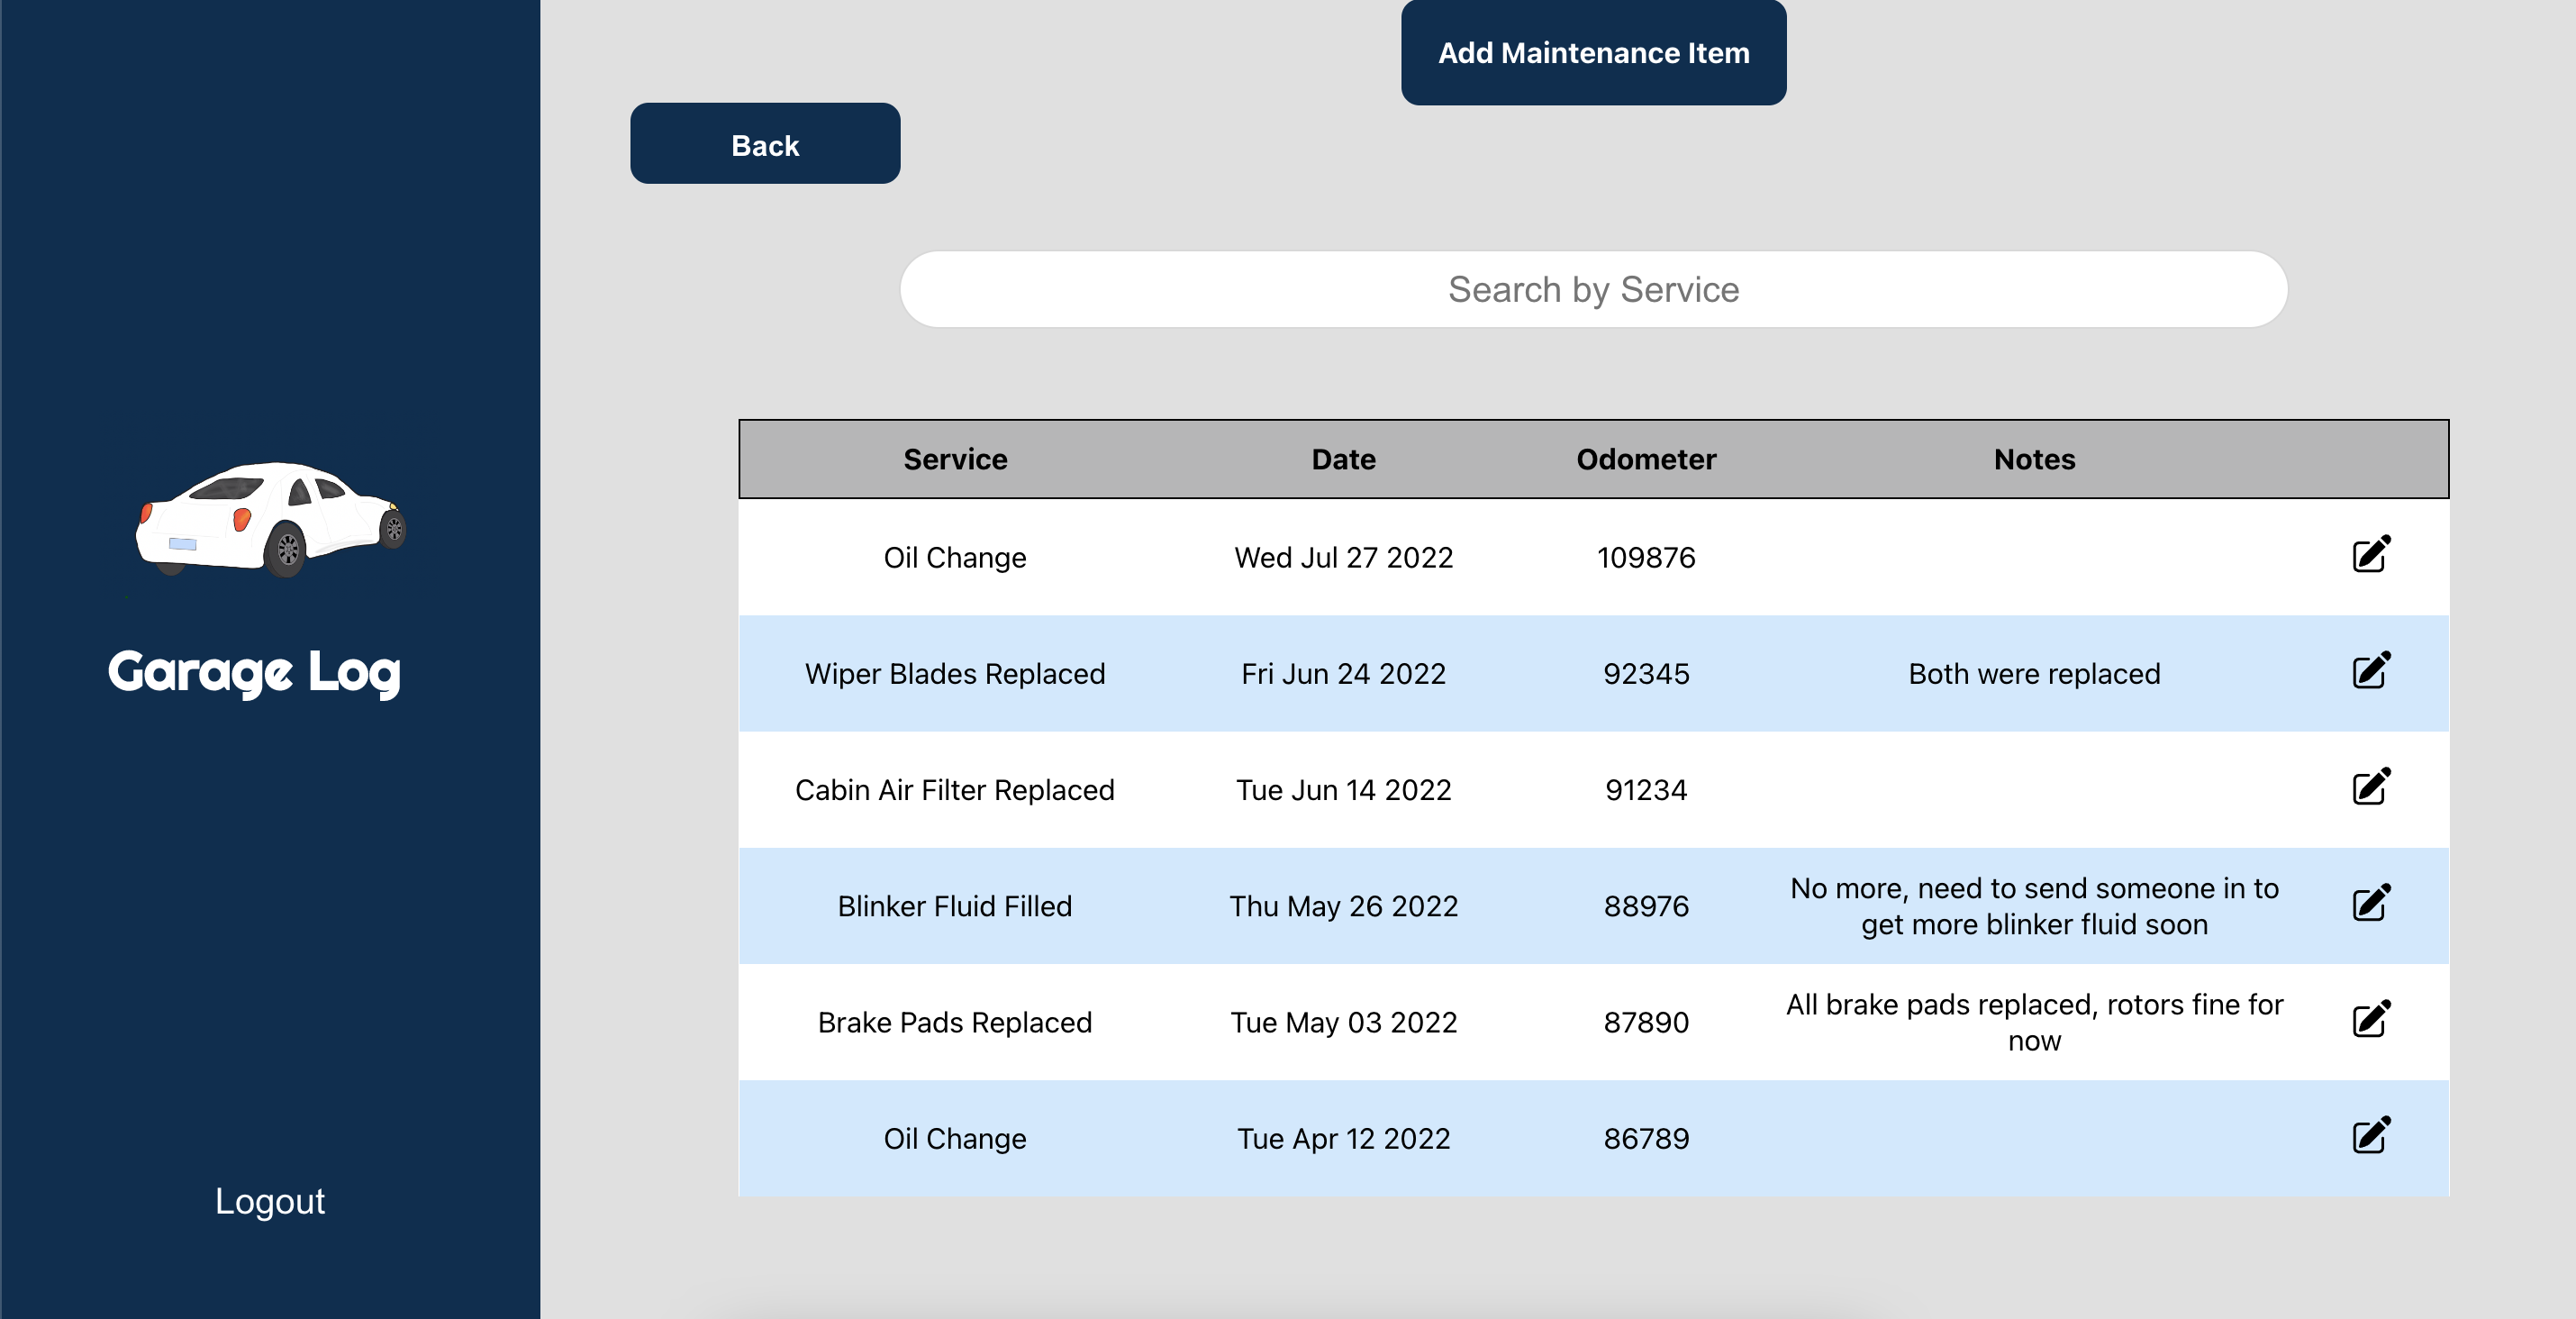 Add Maintenance Item
Back
Search by Service
Service Date Odometer Notes
Oil Change Wed Jul 27 2022 109876
Wiper Blades Replaced Fri Jun 24 2022 92345 Both were replaced
Cabin Air Filter Replaced Tue Jun 14 2022 91234
Blinker Fluid Filled Thu May 26 2022 88976 No more, need to send someone in to
get more blinker fluid soon
Brake Pads Replaced Tue May 03 2022 87890 All brake pads replaced, rotors fine for
now
Oil Change Tue Apr 12 2022 86789
Garage Log
Logout